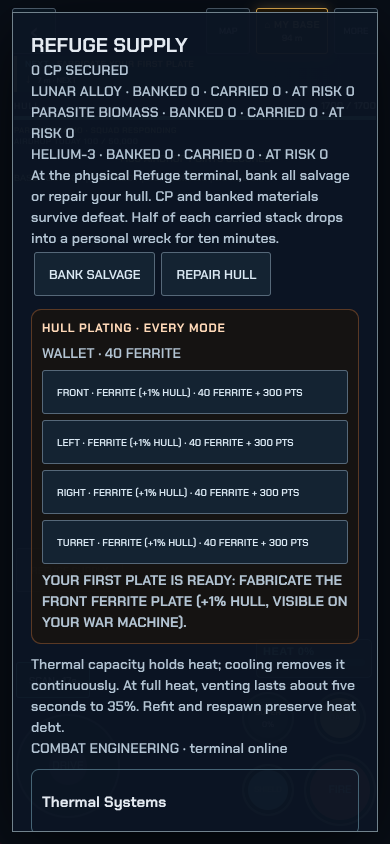 REFUGE SUPPLY
0 CP SECURED
LUNAR ALLOY · BANKED 0 · CARRIED 0 · AT RISK 0
PARASITE BIOMASS · BANKED 0 · CARRIED 0 · AT
RISK 0
HELIUM-3 · BANKED 0 · CARRIED 0 · AT RISK 0
At the physical Refuge terminal, bank all salvage
or repair your hull. CP and banked materials
survive defeat. Half of each carried stack drops
into a personal wreck for ten minutes.
BANK SALVAGE REPAIR HULL
HULL PLATING · EVERY MODE
WALLET · 40 FERRITE
FRONT · FERRITE (+1% HULL) · 40 FERRITE + 300 PTS
LEFT · FERRITE (+1% HULL) · 40 FERRITE + 300 PTS
RIGHT · FERRITE (+1% HULL) · 40 FERRITE + 300 PTS
TURRET · FERRITE (+1% HULL) · 40 FERRITE + 300 PTS
YOUR FIRST PLATE IS READY: FABRICATE THE
FRONT FERRITE PLATE (+1% HULL, VISIBLE ON
YOUR WAR MACHINE).
Thermal capacity holds heat; cooling removes it
continuously. At full heat, venting lasts about five
seconds to 35%. Refit and respawn preserve heat
debt.
COMBAT ENGINEERING · terminal online
Thermal Systems